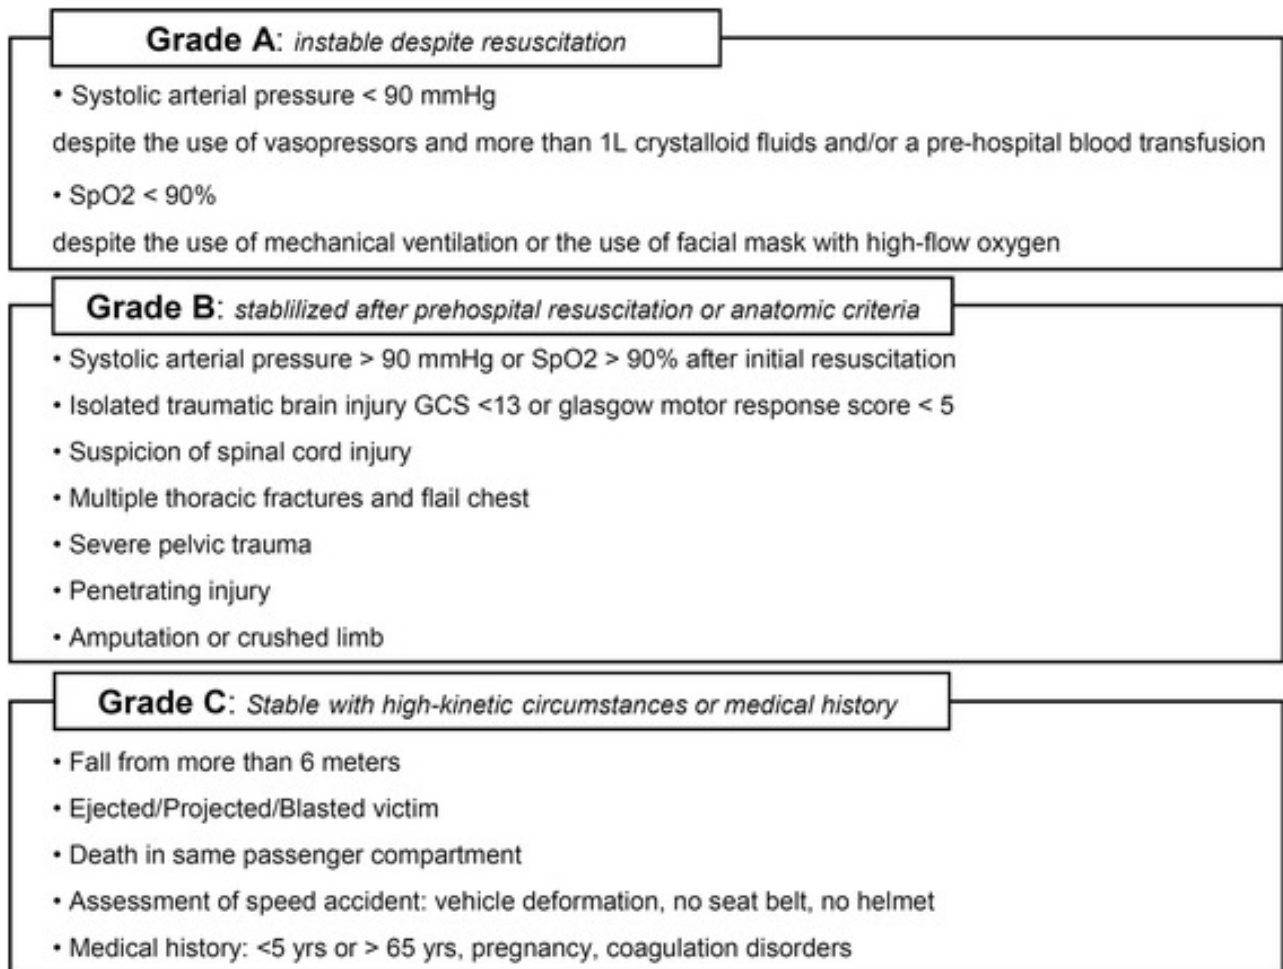 Grade A: instable despite resuscitation
• Systolic arterial pressure < 90 mmHg
despite the use of vasopressors and more than 1L crystalloid fluids and/or a pre-hospital blood transfusion
• SpO2 < 90%
despite the use of mechanical ventilation or the use of facial mask with high-flow oxygen
Grade B: stablilized after prehospital resuscitation or anatomic criteria
• Systolic arterial pressure > 90 mmHg or SpO2 > 90% after initial resuscitation
• Isolated traumatic brain injury GCS <13 or glasgow motor response score < 5
• Suspicion of spinal cord injury
• Multiple thoracic fractures and flail chest
• Severe pelvic trauma
• Penetrating injury
• Amputation or crushed limb
Grade C: Stable with high-kinetic circumstances or medical history
• Fall from more than 6 meters
• Ejected/Projected/Blasted victim
• Death in same passenger compartment
• Assessment of speed accident: vehicle deformation, no seat belt, no helmet
• Medical history: <5 yrs or > 65 yrs, pregnancy, coagulation disorders